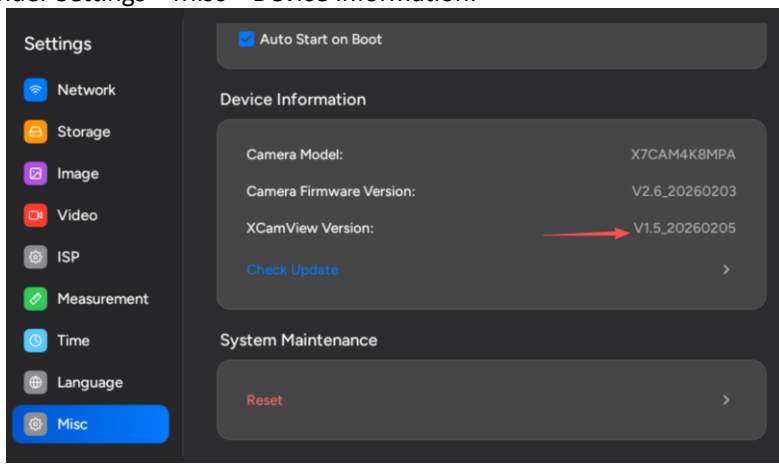 Settings
Network
Storage
Image
Video
ISP
Measurement
Time
Language
Misc
Auto Start on Boot
Device Information
Camera Model: X7CAM4K8MPA
Camera Firmware Version: V2.6_20260203
XCamView Version: V1.5_20260205
Check Update
System Maintenance
Reset